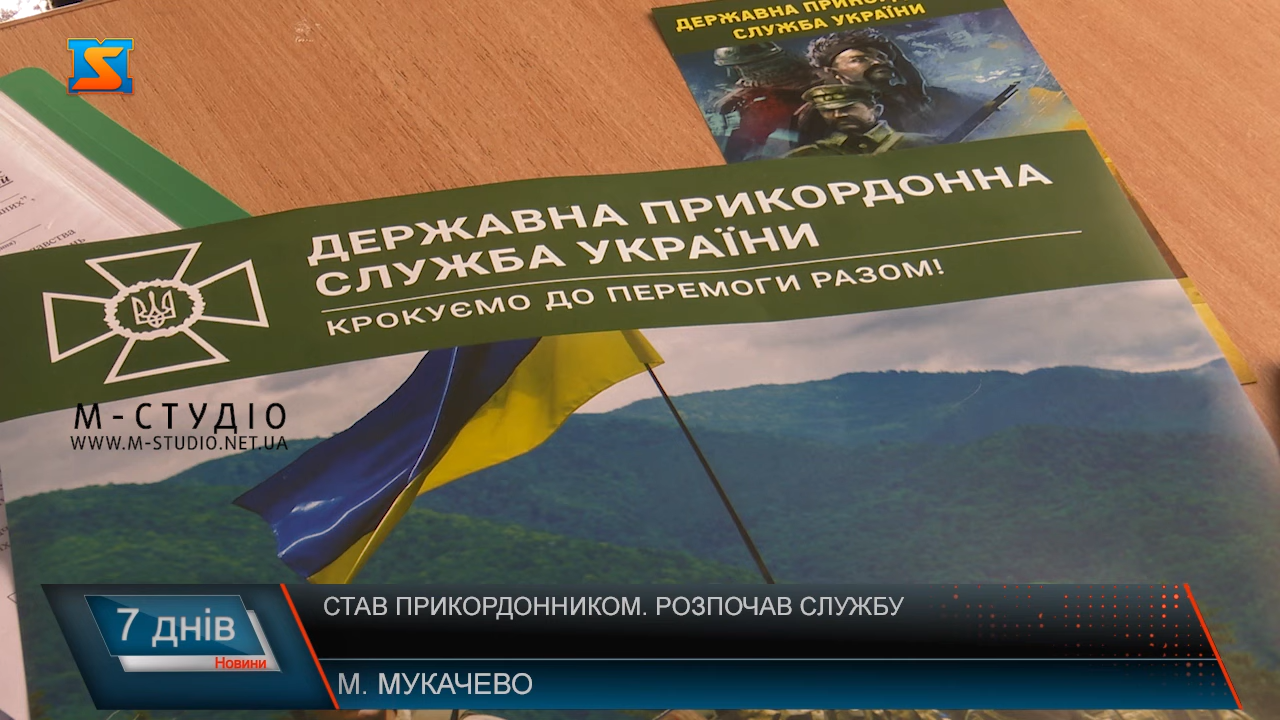 ДЕРЖАВНА
СЛУЖБА УКРАЇНИ
ДЕРЖАВНА ПРИКОРДОННА
СЛУЖБА УКРАЇНИ
КРОКУЄМО ДО ПЕРЕМОГИ РАЗОМ!
М-СТУДІО
WWW.M-STUDIO.NET.UA
7 днів
Новини
СТАВ ПРИКОРДОННИКОМ. РОЗПОЧАВ СЛУЖБУ
М. МУКАЧЕВО